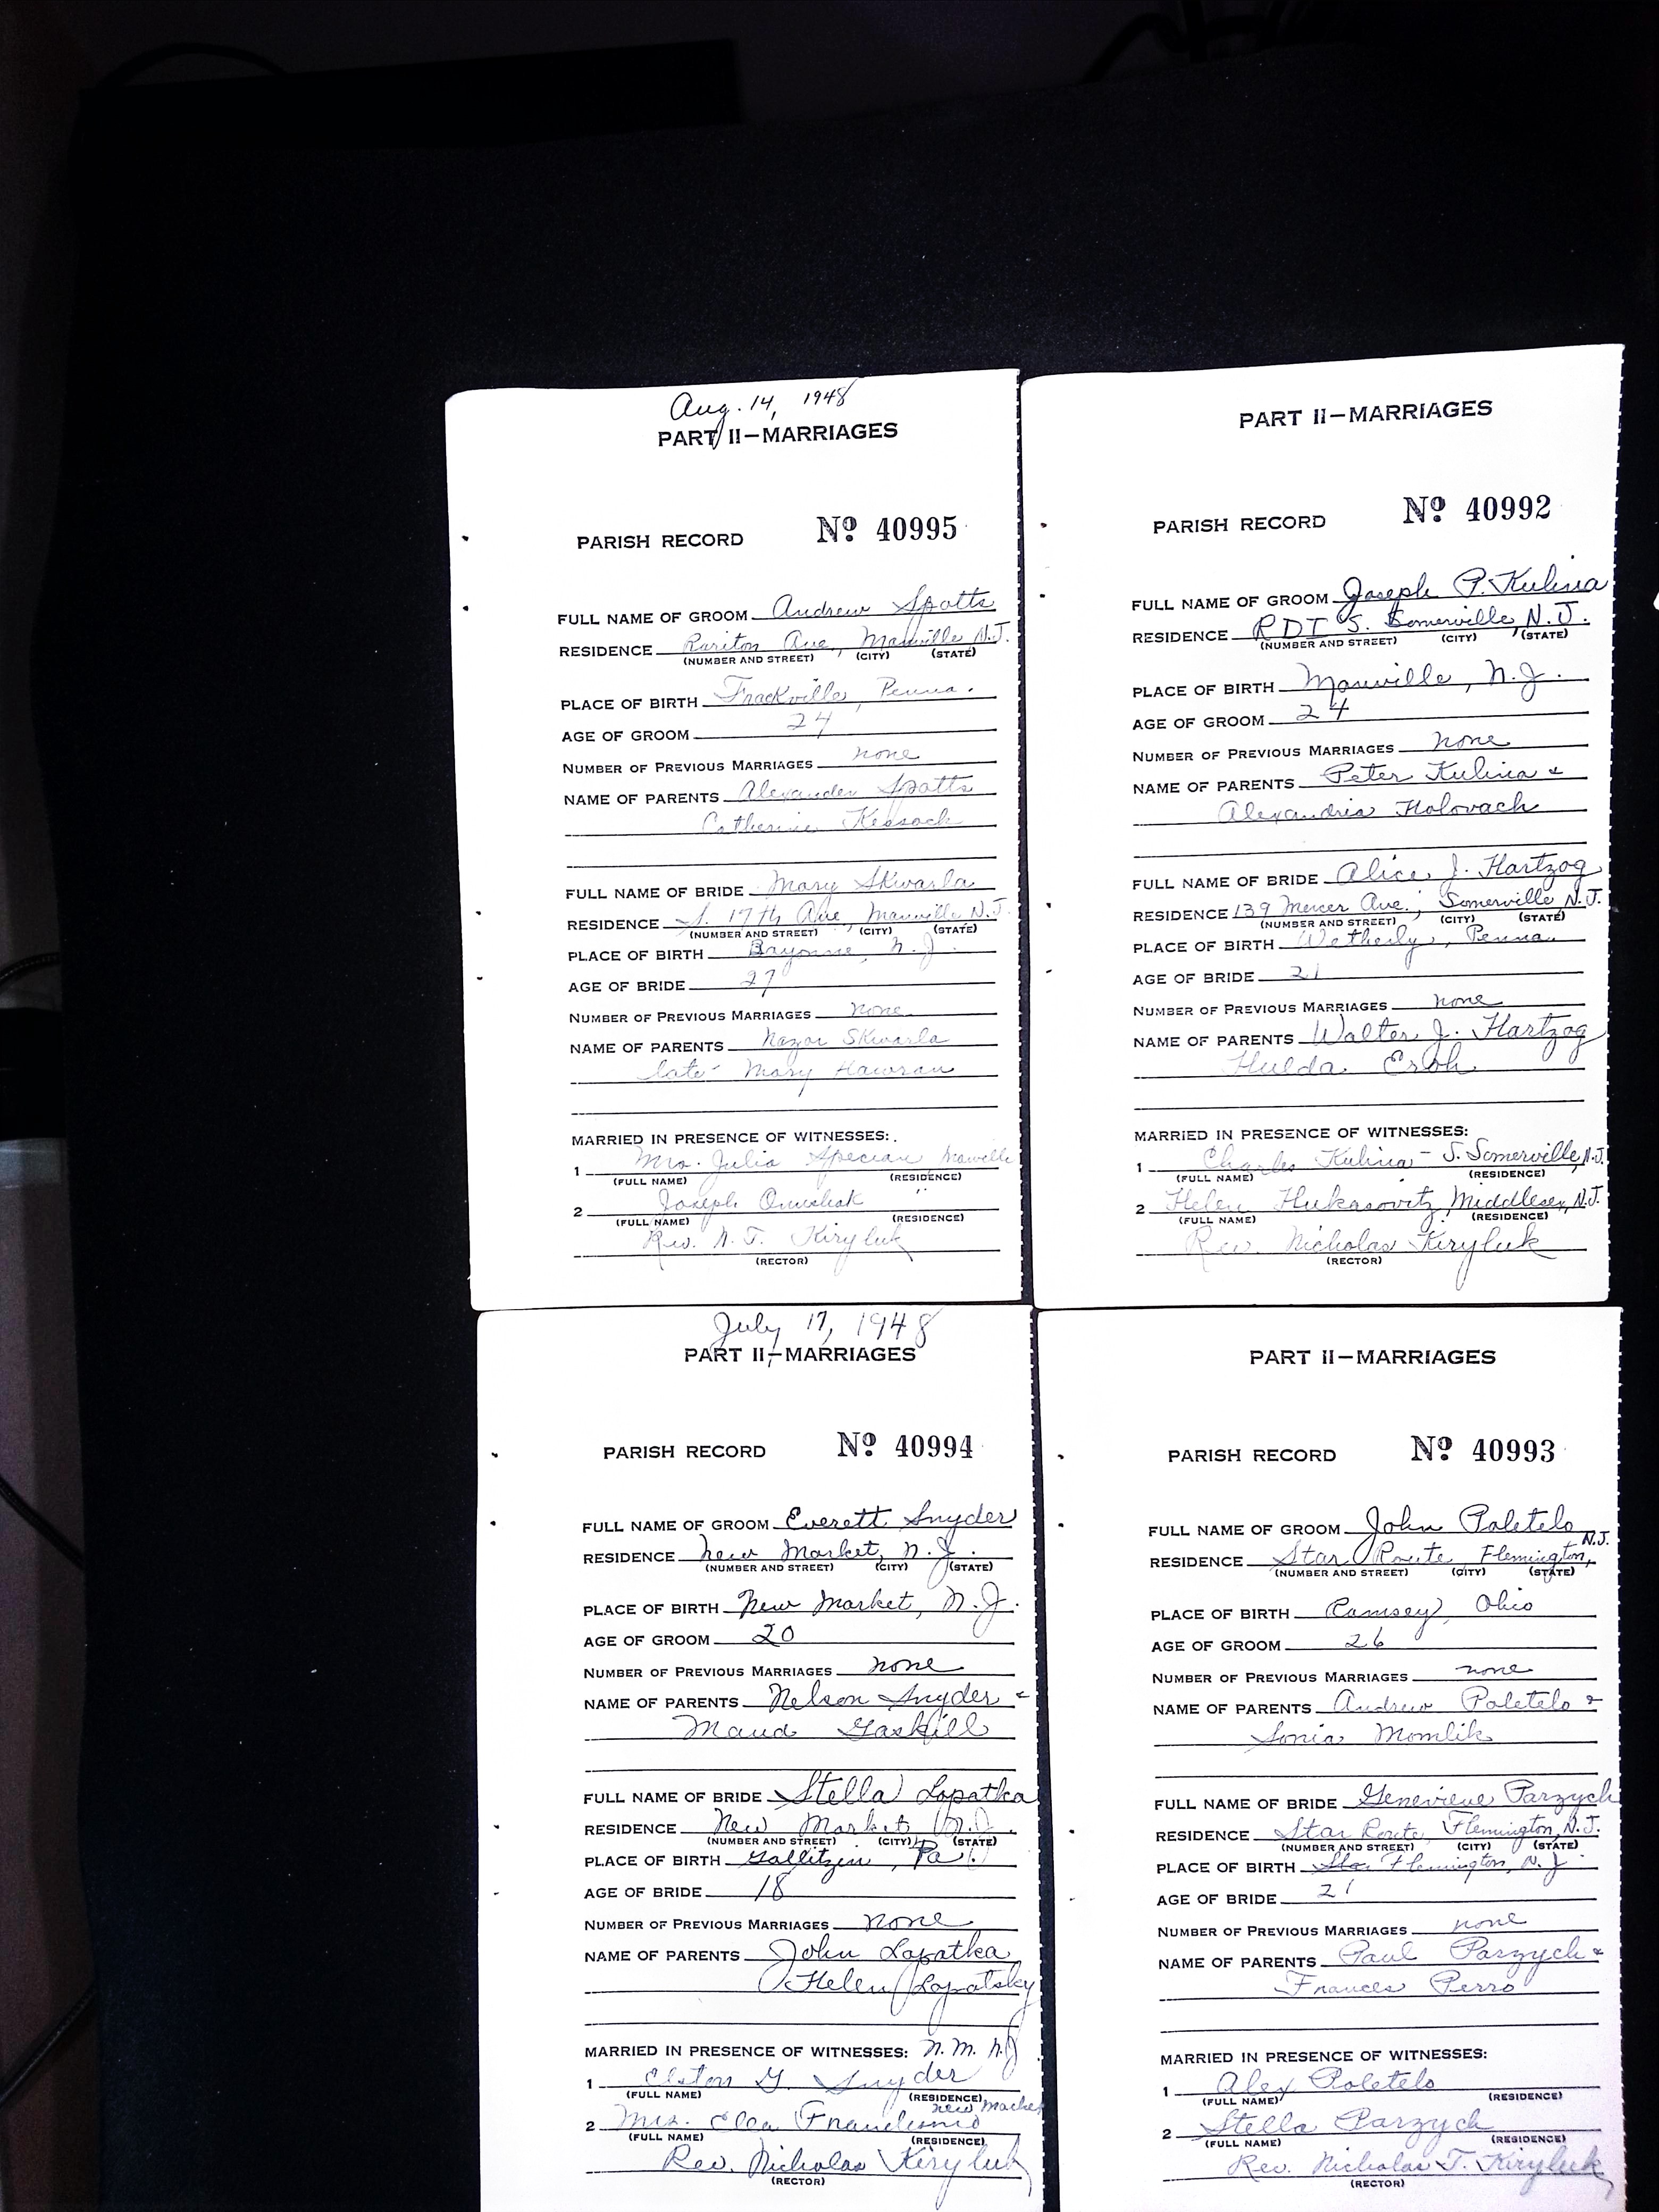 Aug. 14, 1948
PART II—MARRIAGES
PARISH RECORD Nº 40995
FULL NAME OF GROOM Andrew Spotts
RESIDENCE Rariton Ave, Manville N.J.
(NUMBER AND STREET) (CITY) (STATE)
PLACE OF BIRTH Frackville, Penna.
AGE OF GROOM 24
NUMBER OF PREVIOUS MARRIAGES none
NAME OF PARENTS Alexander Spotts
Catherine Kessock
FULL NAME OF BRIDE Mary Skwarla
RESIDENCE S. 17th Ave, Manville N.J.
(NUMBER AND STREET) (CITY) (STATE)
PLACE OF BIRTH Bayonne, N.J.
AGE OF BRIDE 27
NUMBER OF PREVIOUS MARRIAGES none
NAME OF PARENTS Nazor Skwarla
late - Mary Hawran
MARRIED IN PRESENCE OF WITNESSES:
1 Mrs. Julia Specian Manville
(FULL NAME) (RESIDENCE)
2 Joseph "
(FULL NAME) (RESIDENCE)
Rev. N. T. Kiryluk
(RECTOR)
PART II—MARRIAGES
PARISH RECORD Nº 40992
FULL NAME OF GROOM Joseph P. Kulina
RESIDENCE RDI S. Somerville, N.J.
(NUMBER AND STREET) (CITY) (STATE)
PLACE OF BIRTH Manville, N.J.
AGE OF GROOM 24
NUMBER OF PREVIOUS MARRIAGES none
NAME OF PARENTS Peter Kulina &
Alexandria Holovach
FULL NAME OF BRIDE Alice J. Hartzog
RESIDENCE 139 Mercer Ave., Somerville, N.J.
(NUMBER AND STREET) (CITY) (STATE)
PLACE OF BIRTH Wetherly, Penna.
AGE OF BRIDE 21
NUMBER OF PREVIOUS MARRIAGES none
NAME OF PARENTS Walter J. Hartzog
Hulda Erbh
MARRIED IN PRESENCE OF WITNESSES:
1 Charles Kulina - S. Somerville, N.J.
(FULL NAME) (RESIDENCE)
2 Helen Hukasovitz, Middlesex, N.J.
(FULL NAME) (RESIDENCE)
Rev. Nicholas Kiryluk
(RECTOR)
July 17, 1948
PART II—MARRIAGES
PARISH RECORD Nº 40994
FULL NAME OF GROOM Everett Snyder
RESIDENCE New Market, N.J.
(NUMBER AND STREET) (CITY) (STATE)
PLACE OF BIRTH New Market, N.J.
AGE OF GROOM 20
NUMBER OF PREVIOUS MARRIAGES none
NAME OF PARENTS Nelson Snyder &
Maud Gaskill
FULL NAME OF BRIDE Stella Lopatka
RESIDENCE New Market, N.J.
(NUMBER AND STREET) (CITY) (STATE)
PLACE OF BIRTH Gallitzin, Pa.
AGE OF BRIDE 18
NUMBER OF PREVIOUS MARRIAGES none
NAME OF PARENTS John Lopatka
Helen Lopatsky
MARRIED IN PRESENCE OF WITNESSES: N.M. N.J
1 Elston G. Snyder
(FULL NAME) (RESIDENCE) New Market
2 Mrs. Ella
(FULL NAME) (RESIDENCE)
Rev. Nicholas Kiryluk
(RECTOR)
PART II—MARRIAGES
PARISH RECORD Nº 40993
FULL NAME OF GROOM John Poletelo
RESIDENCE Star Route, Flemington, N.J.
(NUMBER AND STREET) (CITY) (STATE)
PLACE OF BIRTH Ramsey, Ohio
AGE OF GROOM 26
NUMBER OF PREVIOUS MARRIAGES none
NAME OF PARENTS Andrew Poletelo &
Sonia Momlik
FULL NAME OF BRIDE Genevieve Parzych
RESIDENCE Star Route, Flemington, N.J.
(NUMBER AND STREET) (CITY) (STATE)
PLACE OF BIRTH Flemington, N.J.
AGE OF BRIDE 21
NUMBER OF PREVIOUS MARRIAGES none
NAME OF PARENTS Paul Parzych &
Frances Perro
MARRIED IN PRESENCE OF WITNESSES:
1 Alex Poletelo
(FULL NAME) (RESIDENCE)
2 Stella Parzych
(FULL NAME) (RESIDENCE)
Rev. Nicholas T. Kiryluk
(RECTOR)